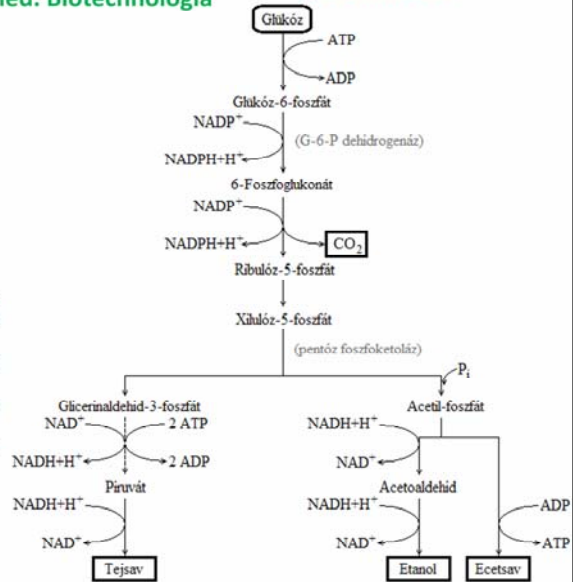 Biotechnológia
Glükóz
ATP
ADP
Glükóz-6-foszfát
NADP+
(G-6-P dehidrogenáz)
NADPH+H+
6-Foszfoglukonát
NADP+
NADPH+H+
CO2
Ribulóz-5-foszfát
Xilulóz-5-foszfát
(pentóz foszfoketoláz)
Pi
Glicerinaldehid-3-foszfát
Acetil-foszfát
NAD+
2 ATP
NADH+H+
NADH+H+
2 ADP
NAD+
Piruvát
Acetoaldehid
NADH+H+
NADH+H+
ADP
NAD+
NAD+
ATP
Tejsav
Etanol
Ecetsav